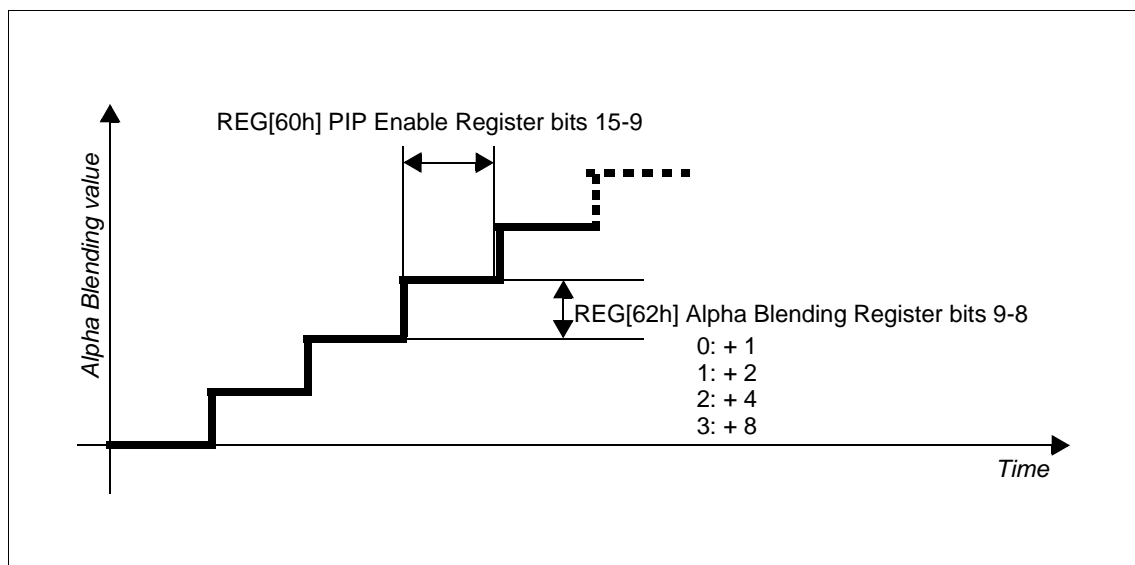 REG[60h] PIP Enable Register bits 15-9
Alpha Blending value
REG[62h] Alpha Blending Register bits 9-8
0: + 1
1: + 2
2: + 4
3: + 8
Time